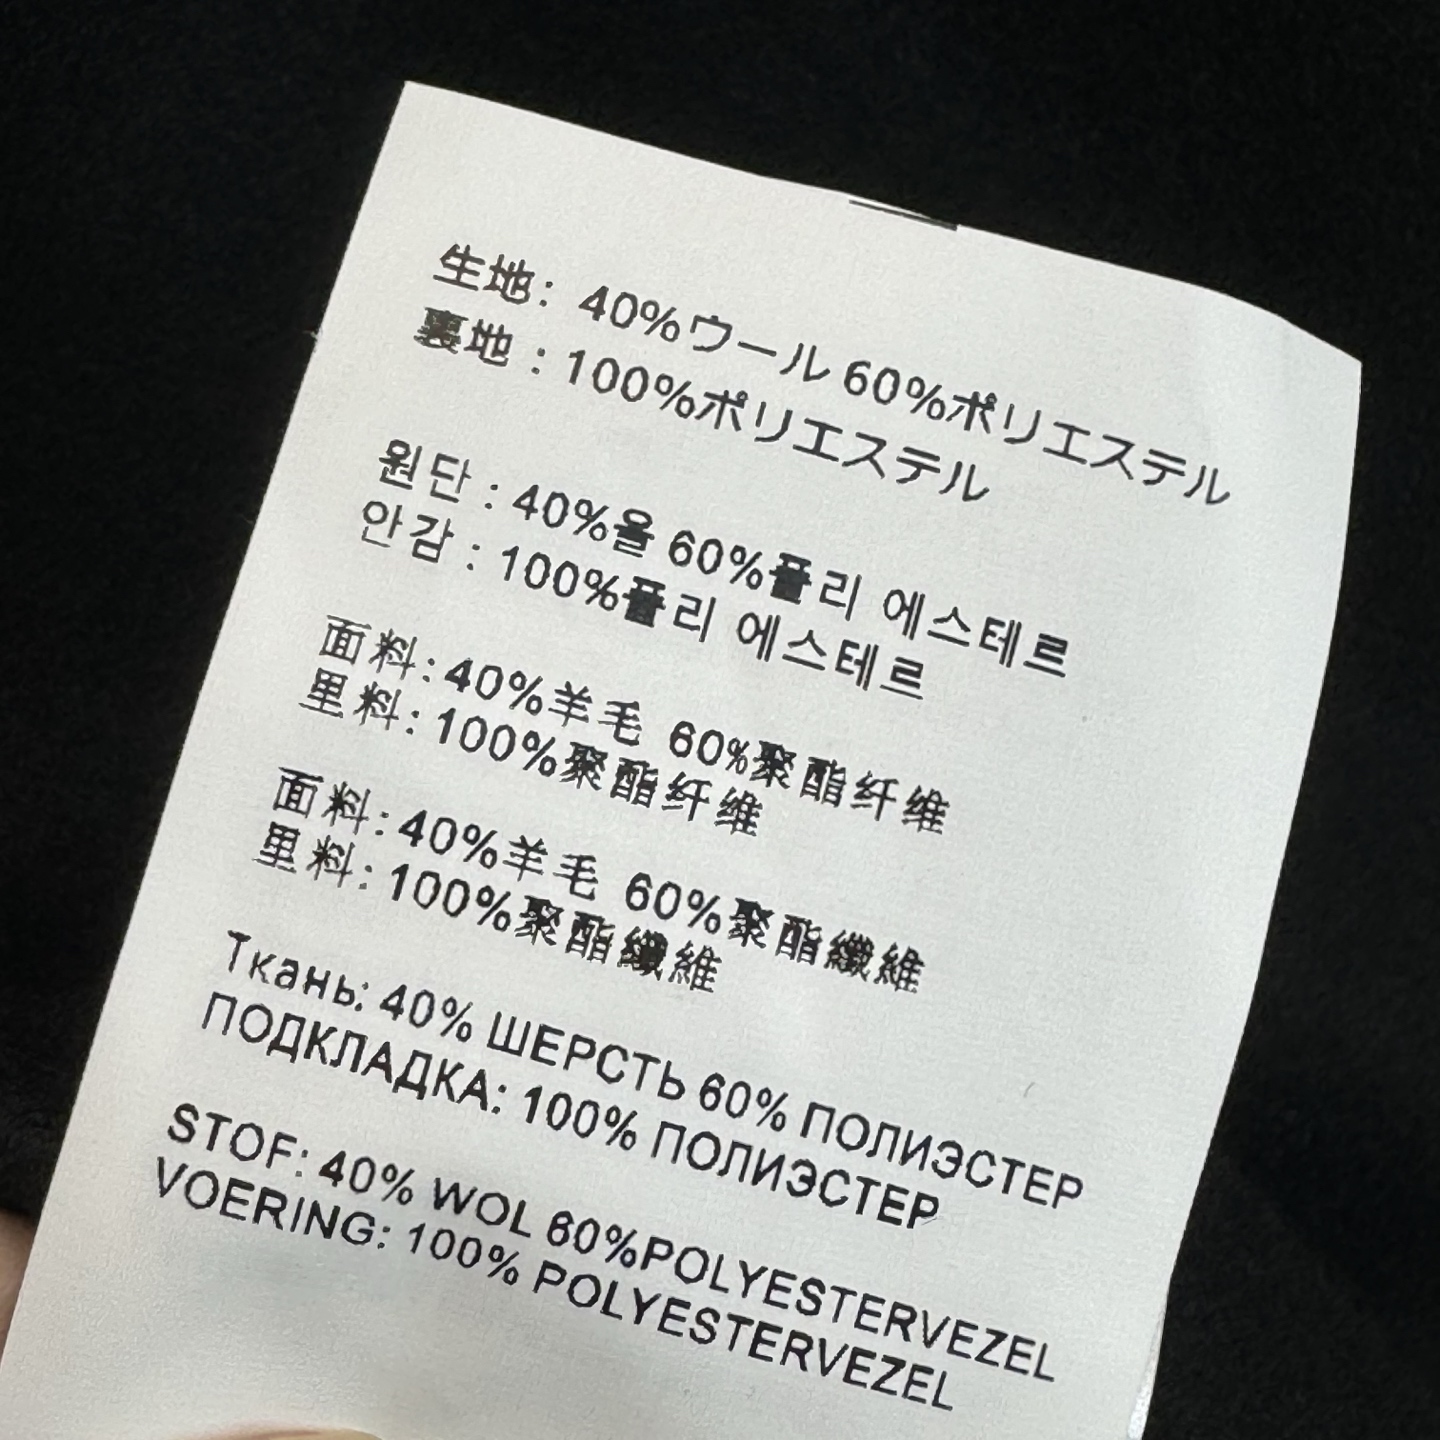 生地: 40%ウール 60%ポリエステル
裏地 : 100%ポリエステル
원단 : 40%울 60%폴리 에스테르
안감 : 100%폴리 에스테르
面料: 40%羊毛 60%聚酯纤维
里料: 100%聚酯纤维
面料: 40%羊毛 60%聚酯纖維
里料: 100%聚酯纖維
Ткань: 40% ШЕРСТЬ 60% ПОЛИЭСТЕР
ПОДКЛАДКА: 100% ПОЛИЭСТЕР
STOF: 40% WOL 60%POLYESTERVEZEL
VOERING: 100% POLYESTERVEZEL